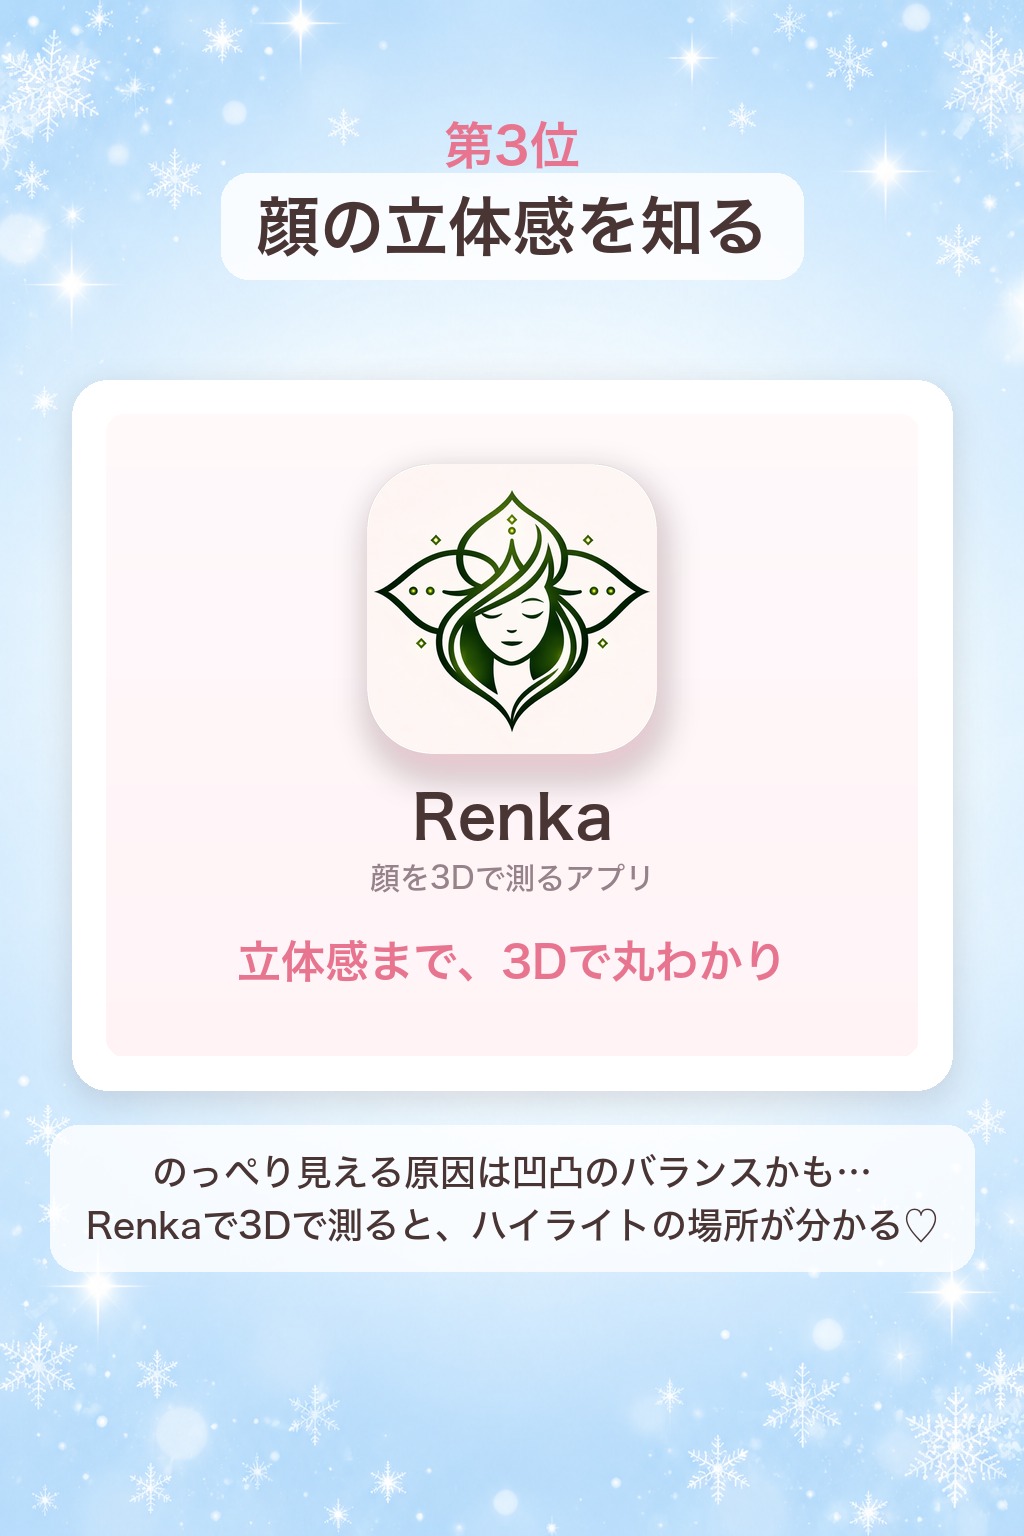 第3位
顔の立体感を知る
Renka
顔を3Dで測るアプリ
立体感まで、3Dで丸わかり
のっぺり見える原因は凹凸のバランスかも…
Renkaで3Dで測ると、ハイライトの場所が分かる♡